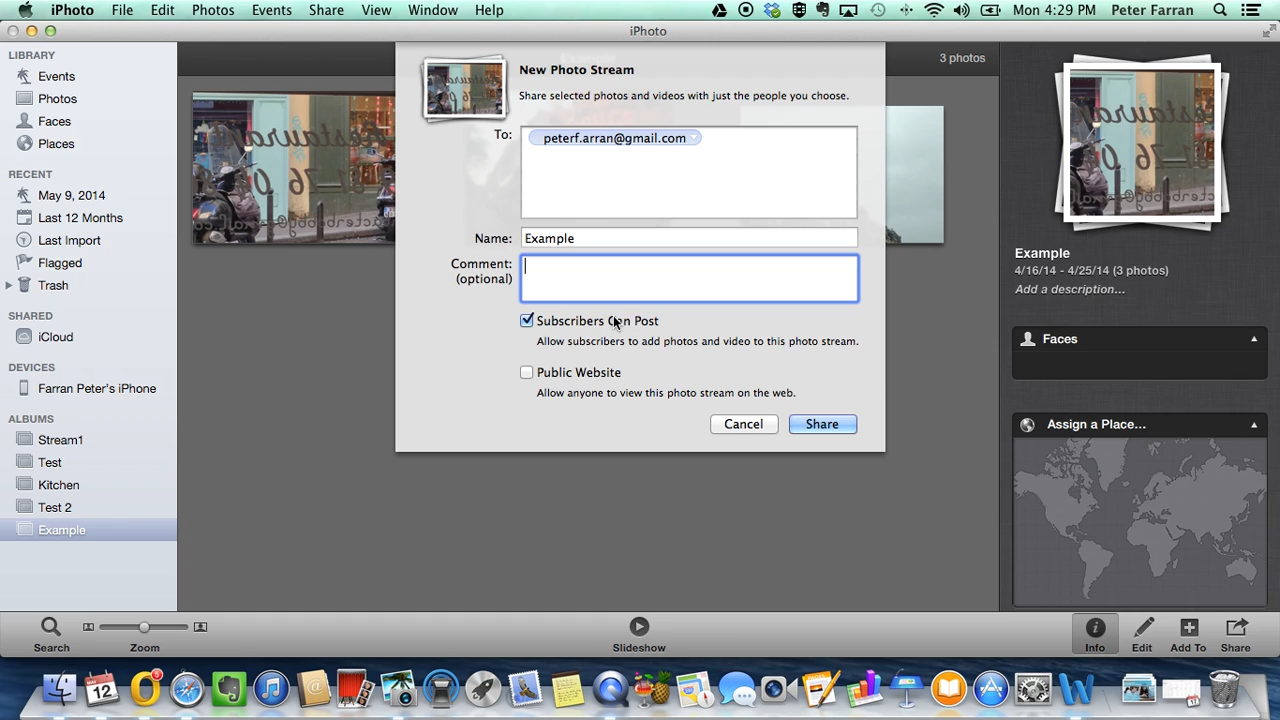 iPhoto File Edit Photos Events Share View Window Help
Mon 4:29 PM Peter Farran
iPhoto
LIBRARY
Events
Photos
Faces
Places
RECENT
May 9, 2014
Last 12 Months
Last Import
Flagged
Trash
SHARED
iCloud
DEVICES
Farran Peter's iPhone
ALBUMS
Stream1
Test
Kitchen
Test 2
Example
3 photos
New Photo Stream
Share selected photos and videos with just the people you choose.
To: peterf.arran@gmail.com
Name: Example
Comment:
(optional)
Subscribers Can Post
Allow subscribers to add photos and video to this photo stream.
Public Website
Allow anyone to view this photo stream on the web.
Cancel Share
Example
4/16/14 - 4/25/14 (3 photos)
Add a description...
Faces
Assign a Place...
Search Zoom Slideshow Info Edit Add To Share
MAY
12
5
17